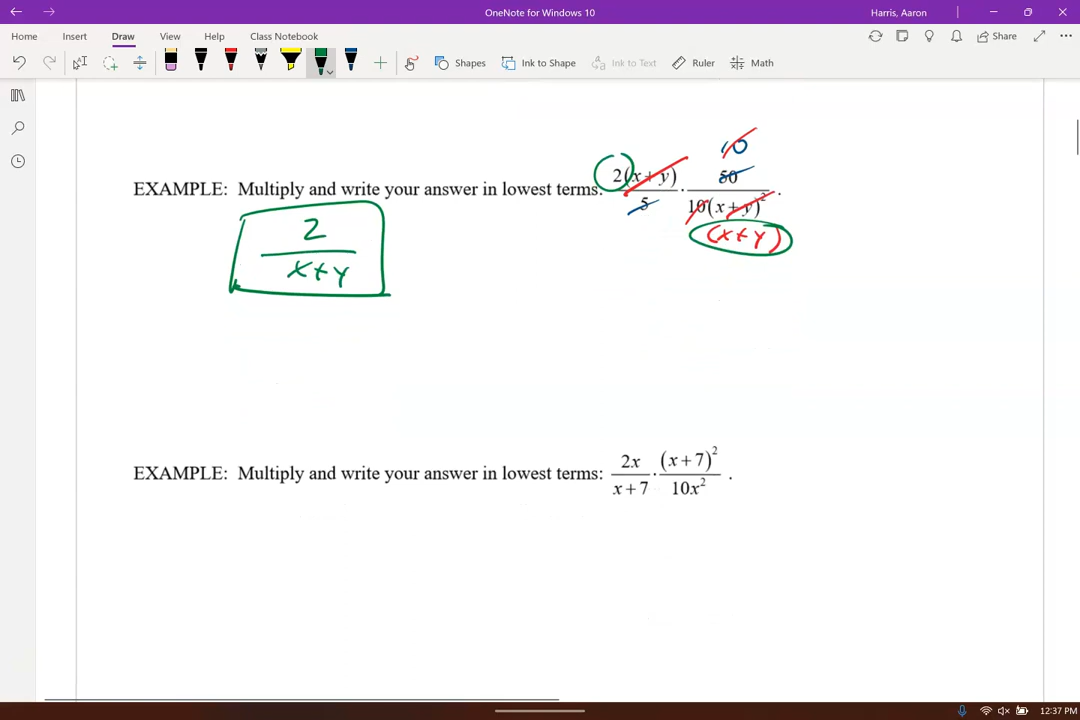 OneNote for Windows 10
Harris, Aaron
Home Insert Draw View Help Class Notebook
Share
Shapes Ink to Shape Ink to Text Ruler Math
10
EXAMPLE: Multiply and write your answer in lowest terms: 2(x+y)/5 · 50/10(x+y)² .
(x+y)
2
x+y
EXAMPLE: Multiply and write your answer in lowest terms: 2x/x+7 · (x+7)²/10x² .
12:37 PM